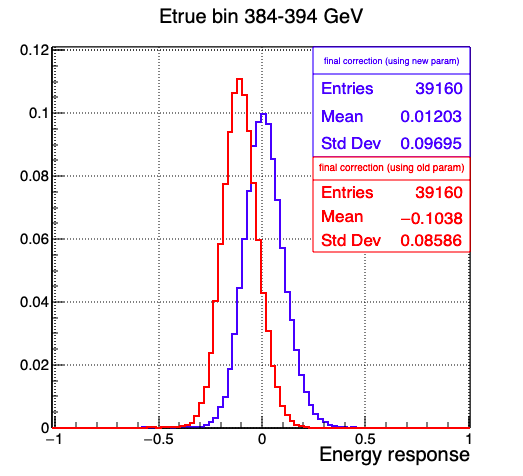 Etrue bin 384-394 GeV
0.12
0.1
0.08
0.06
0.04
0.02
0
final correction (using new param)
Entries 39160
Mean 0.01203
Std Dev 0.09695
final correction (using old param)
Entries 39160
Mean −0.1038
Std Dev 0.08586
−1 −0.5 0 0.5 1
Energy response